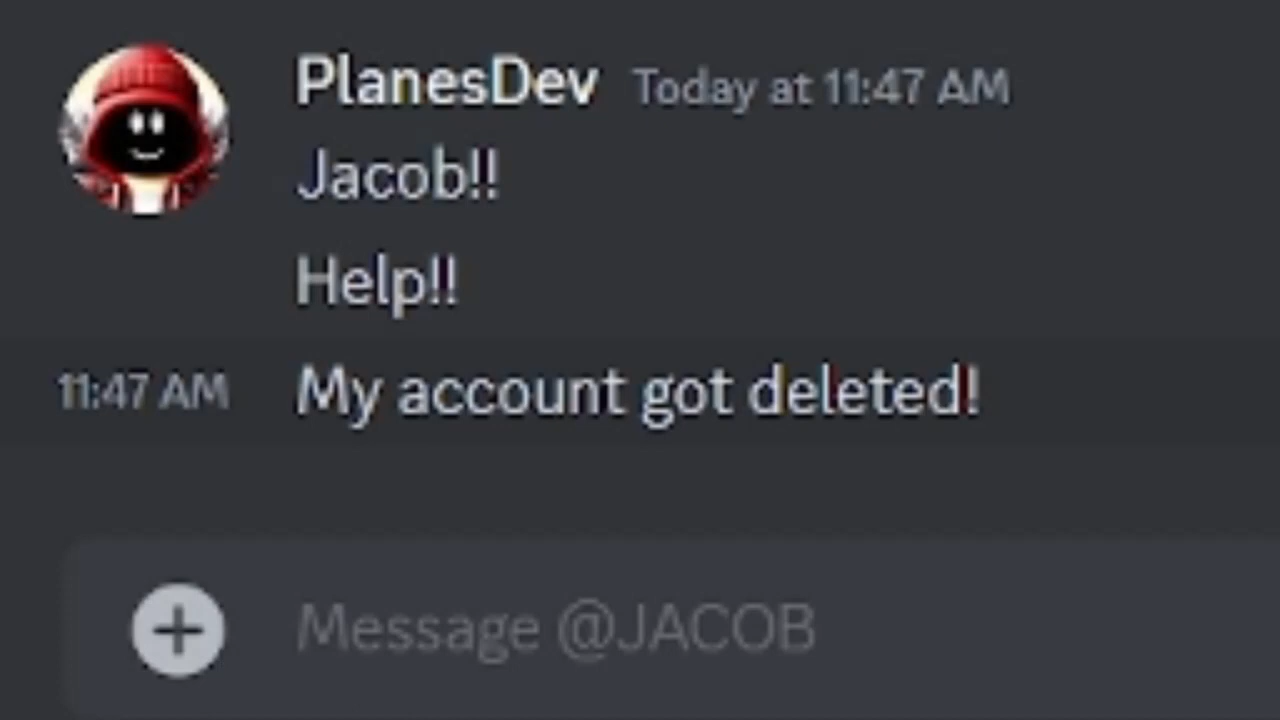 PlanesDev Today at 11:47 AM
Jacob!!
Help!!
11:47 AM My account got deleted!
Message @JACOB